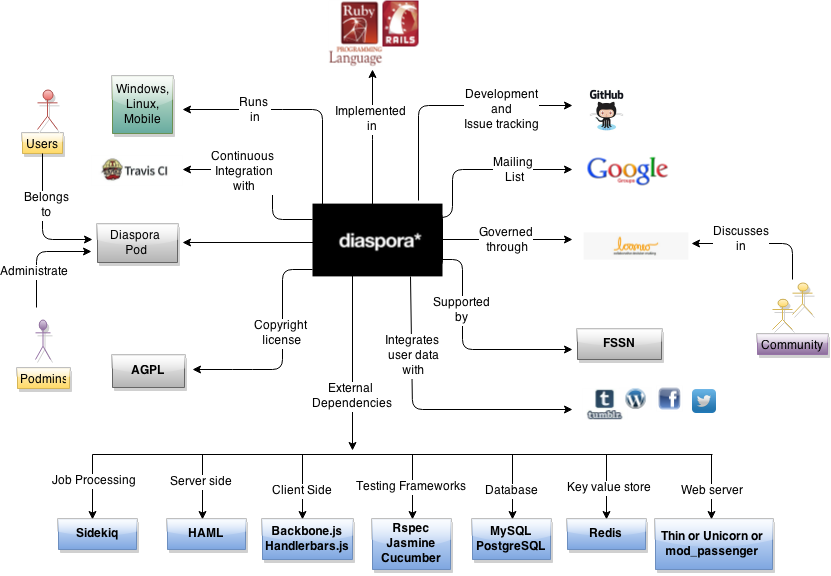 Ruby
RAILS
PROGRAMMING
Language
Windows,
Linux,
Mobile
Runs
in
Implemented
in
Development
and
Issue tracking
GitHub
Users
Travis CI
Continuous
Integration
with
Mailing
List
Google
Groups
Belongs
to
Diaspora
Pod
diaspora*
Governed
through
loomio
collaborative decision making
Discusses
in
Administrate
Supported
by
Copyright
license
Integrates
user data
with
FSSN
Community
AGPL
Podmins
External
Dependencies
tumblr.
Job Processing
Server side
Client Side
Testing Frameworks
Database
Key value store
Web server
Sidekiq
HAML
Backbone.js
Handlerbars.js
Rspec
Jasmine
Cucumber
MySQL
PostgreSQL
Redis
Thin or Unicorn or
mod_passenger